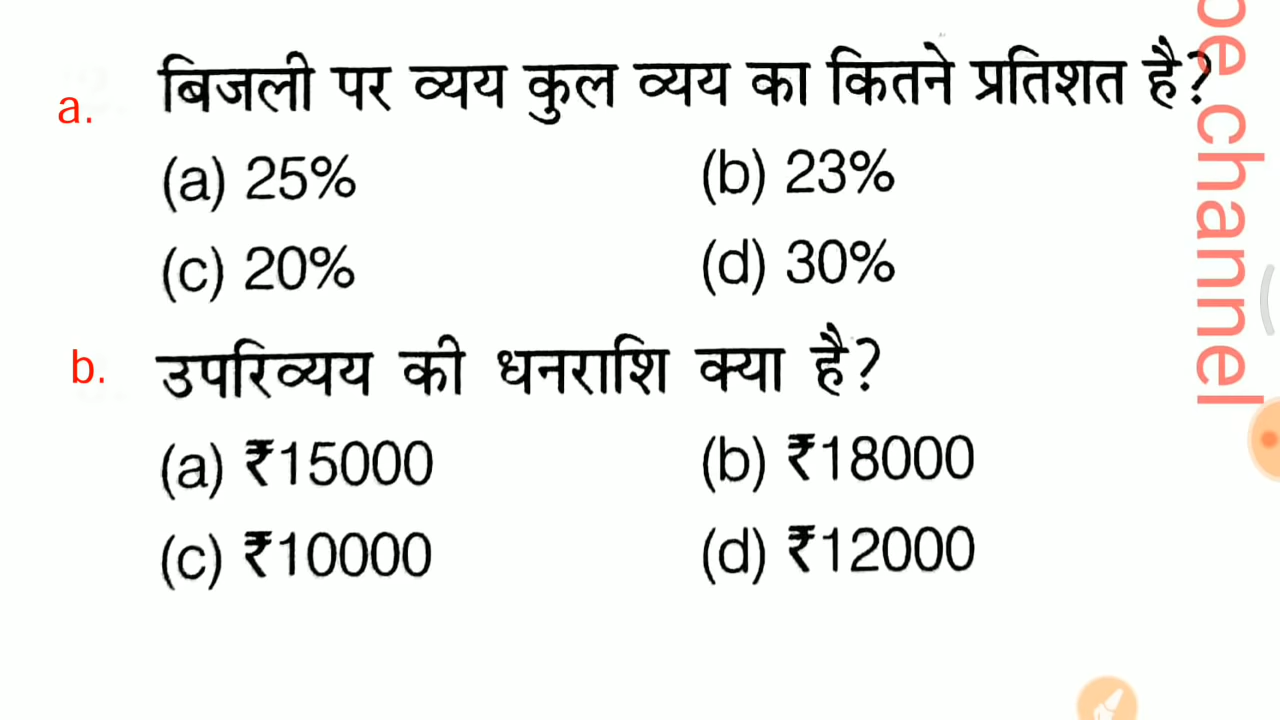 a. बिजली पर व्यय कुल व्यय का कितने प्रतिशत है?
(a) 25% (b) 23%
(c) 20% (d) 30%
b. उपरिव्यय की धनराशि क्या है?
(a) ₹15000 (b) ₹18000
(c) ₹10000 (d) ₹12000
be channel